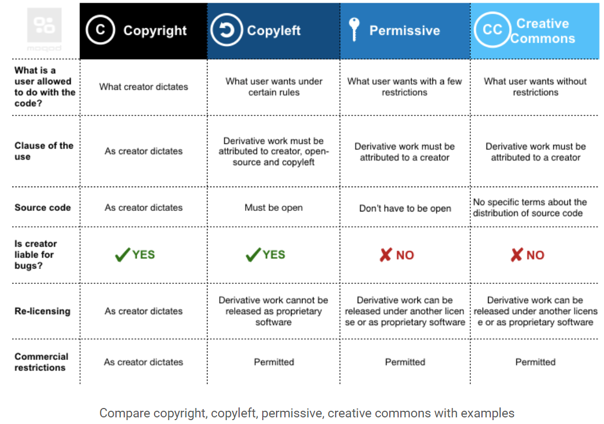 C Copyright
Copyleft
Permissive
CC Creative Commons
What is a user allowed to do with the code?
What creator dictates
What user wants under certain rules
What user wants with a few restrictions
What user wants without restrictions
Clause of the use
As creator dictates
Derivative work must be attributed to creator, open-source and copyleft
Derivative work must be attributed to a creator
Derivative work must be attributed to a creator
Source code
As creator dictates
Must be open
Don't have to be open
No specific terms about the distribution of source code
Is creator liable for bugs?
YES
YES
NO
NO
Re-licensing
As creator dictates
Derivative work cannot be released as proprietary software
Derivative work can be released under another licen se or as proprietary software
Derivative work can be released under another licens e or as proprietary software
Commercial restrictions
As creator dictates
Permitted
Permitted
Permitted
Compare copyright, copyleft, permissive, creative commons with examples